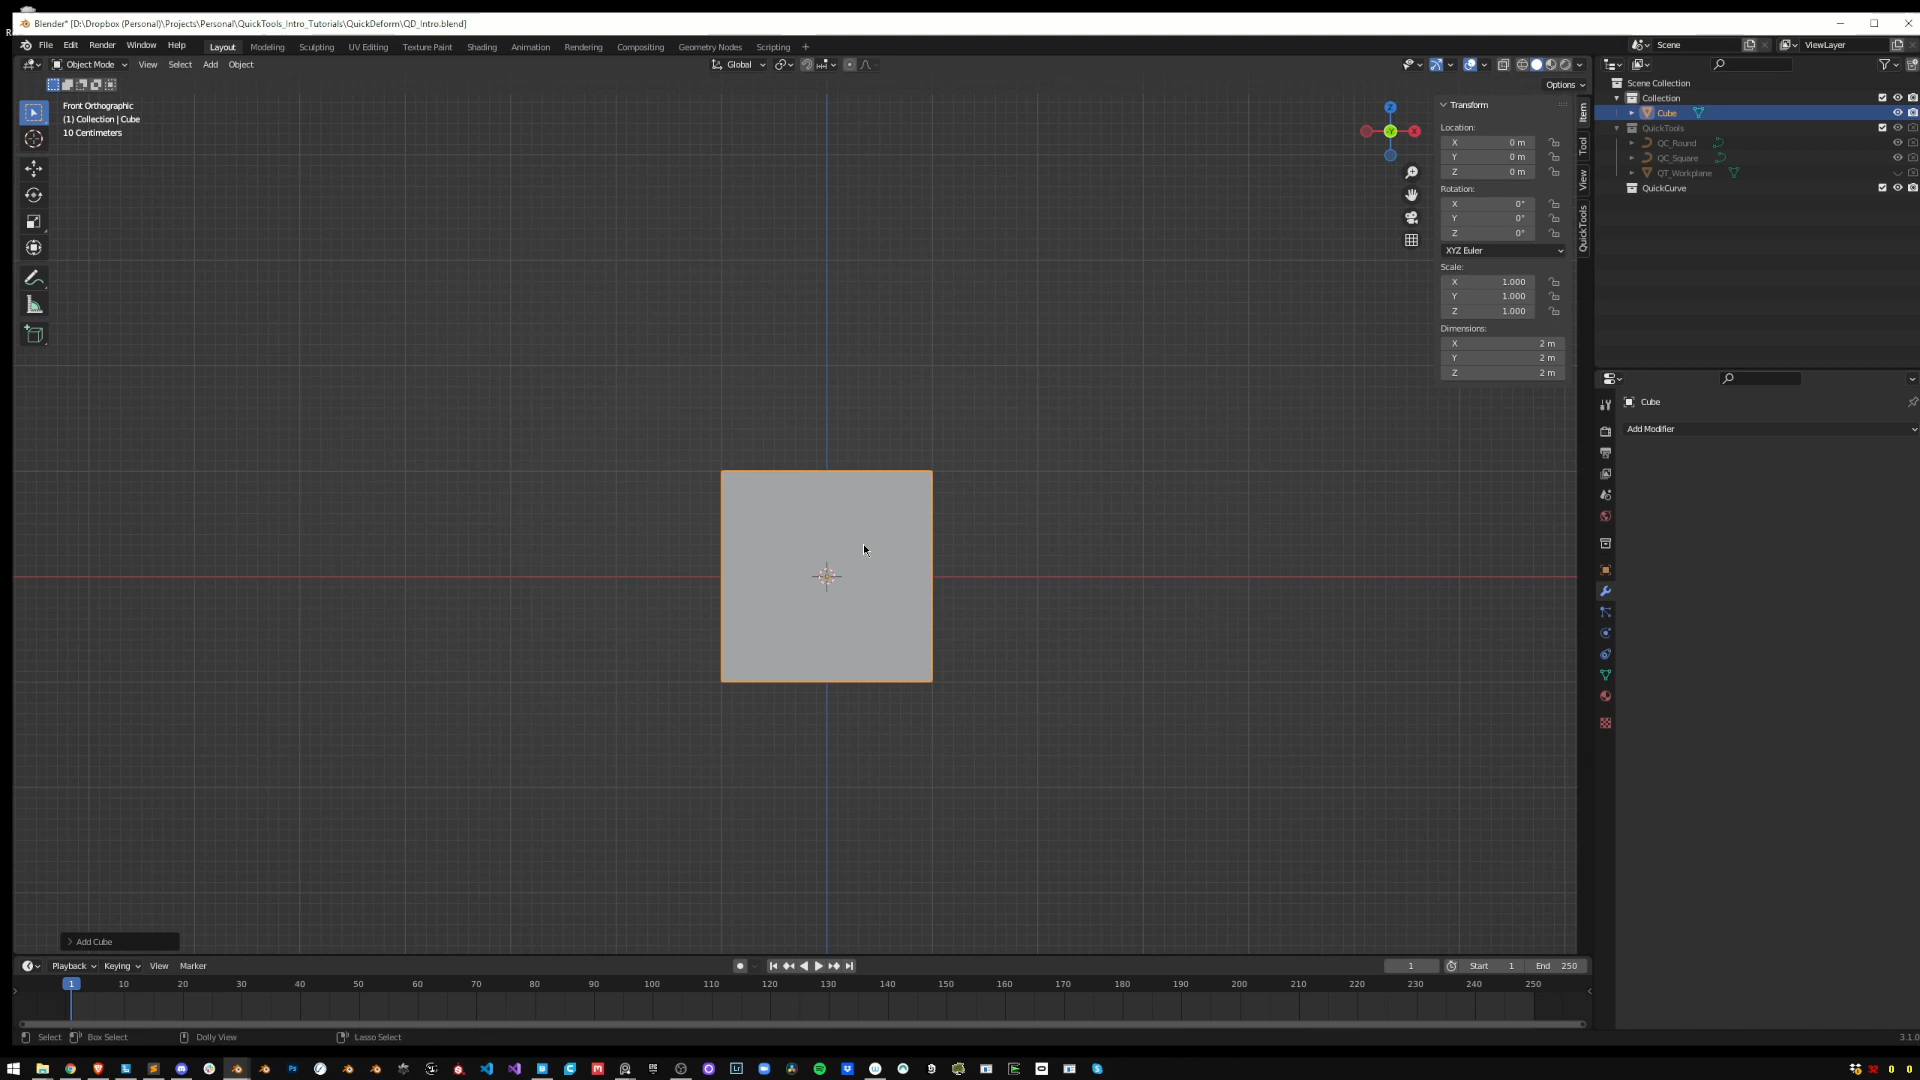 Blender* [D:\Dropbox (Personal)\Projects\Personal\QuickTools_Intro_Tutorials\QuickDeform\QD_Intro.blend]
File Edit Render Window Help Layout Modeling Sculpting UV Editing Texture Paint Shading Animation Rendering Compositing Geometry Nodes Scripting + Scene ViewLayer
Object Mode View Select Add Object Global
Options
Front Orthographic
(1) Collection | Cube
10 Centimeters
Z
-Y
X
Transform
Location:
X 0 m
Y 0 m
Z 0 m
Rotation:
X 0°
Y 0°
Z 0°
XYZ Euler
Scale:
X 1.000
Y 1.000
Z 1.000
Dimensions:
X 2 m
Y 2 m
Z 2 m
Item
Tool
View
QuickTools
Scene Collection
Collection
Cube
QuickTools
QC_Round
QC_Square
QT_Workplane
QuickCurve
Cube
Add Modifier
Add Cube
Playback Keying View Marker 1 Start 1 End 250
1 10 20 30 40 50 60 70 80 90 100 110 120 130 140 150 160 170 180 190 200 210 220 230 240 250
Select Box Select Dolly View Lasso Select 3.1.0
32 0 0